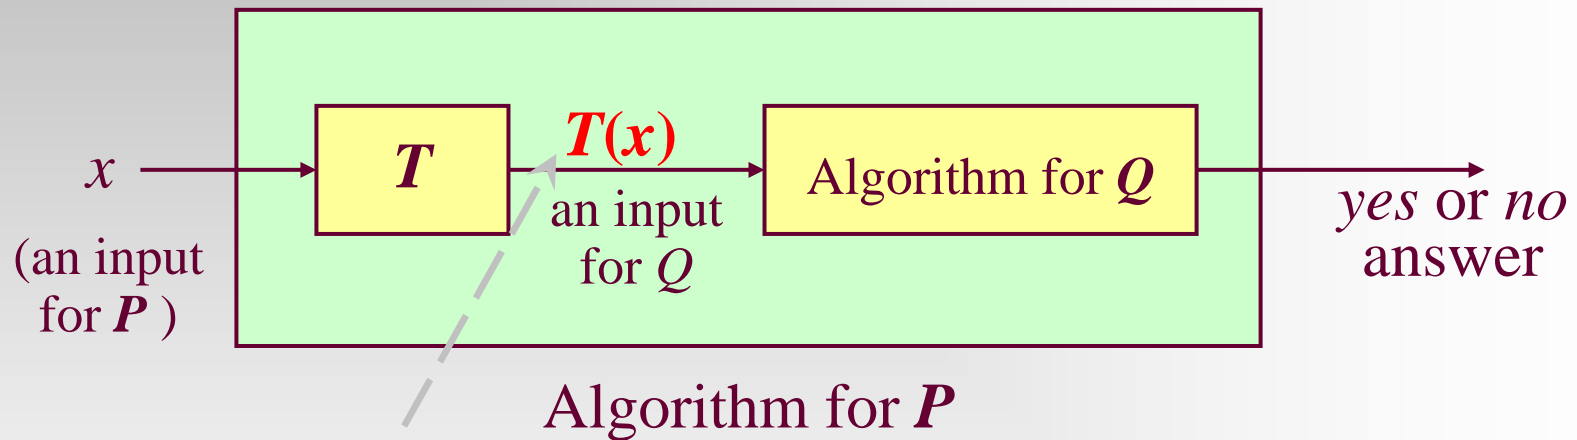 x
(an input
for P )
T
T(x)
an input
for Q
Algorithm for Q
yes or no
answer
Algorithm for P